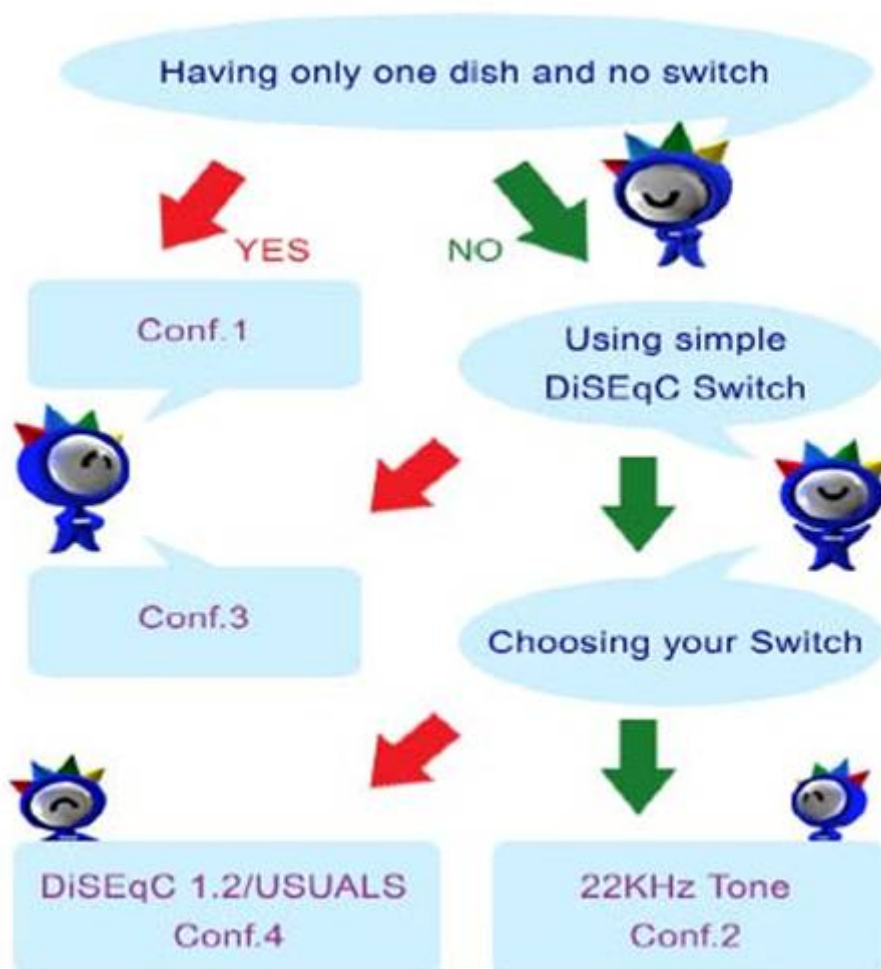 Having only one dish and no switch
YES
NO
Conf.1
Using simple
DiSEqC Switch
Conf.3
Choosing your Switch
DiSEqC 1.2/USUALS
Conf.4
22KHz Tone
Conf.2